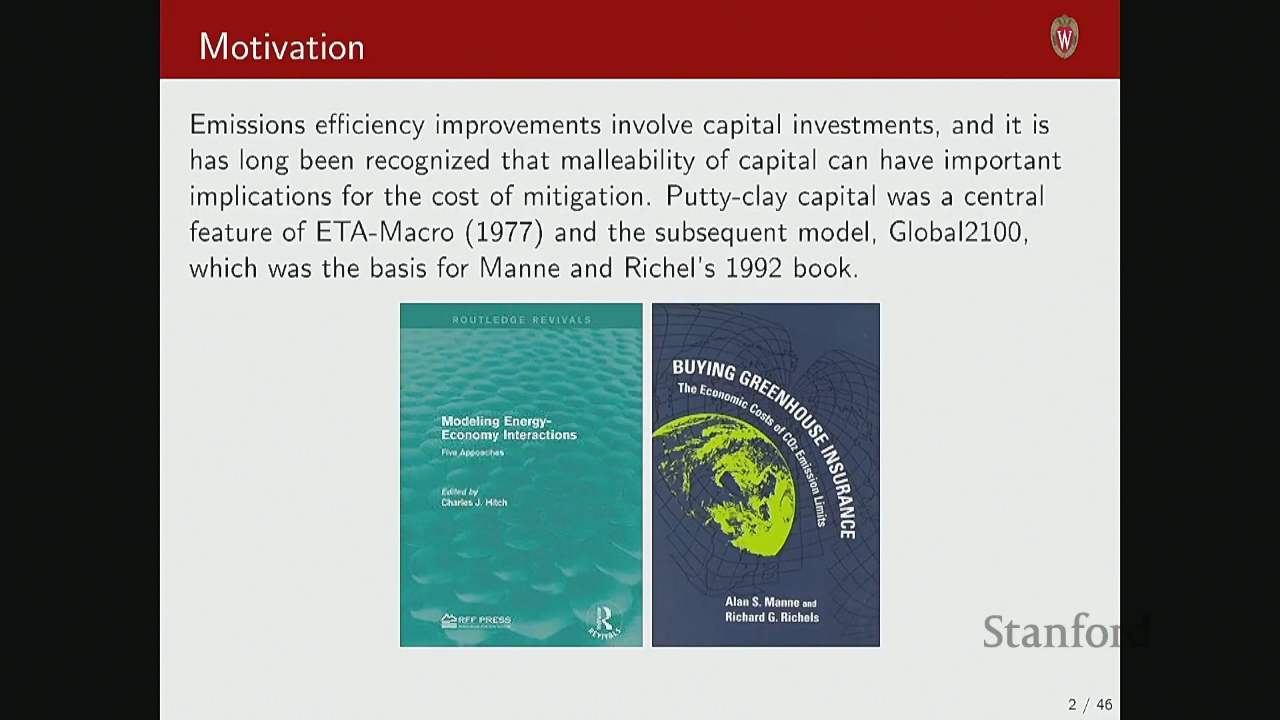 Motivation
W
Emissions efficiency improvements involve capital investments, and it is
has long been recognized that malleability of capital can have important
implications for the cost of mitigation. Putty-clay capital was a central
feature of ETA-Macro (1977) and the subsequent model, Global2100,
which was the basis for Manne and Richel's 1992 book.
ROUTLEDGE REVIVALS
Modeling Energy-
Economy Interactions
Five Approaches
Edited by
Charles J. Hitch
RFF PRESS
R
REVIVALS
BUYING GREENHOUSE INSURANCE
The Economic Costs of CO2 Emission Limits
Alan S. Manne and
Richard G. Richels
Stanford
2 / 46